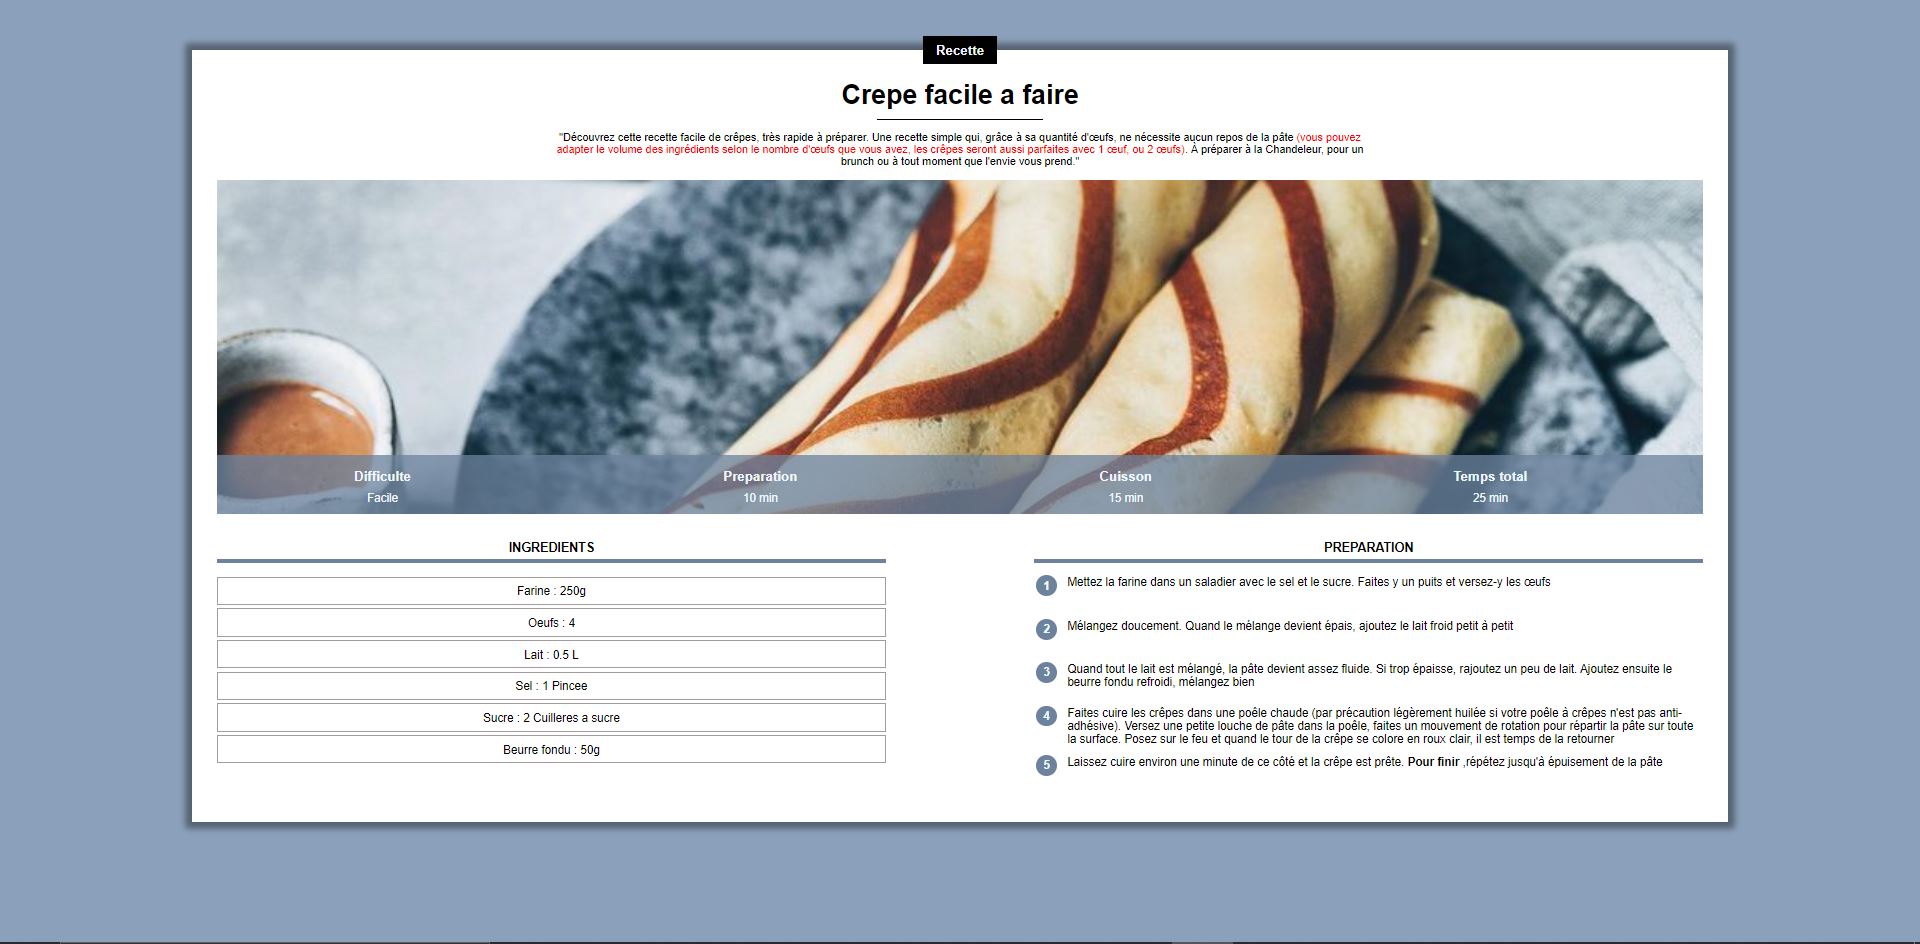 Recette
Crepe facile a faire
"Découvrez cette recette facile de crêpes, très rapide à préparer. Une recette simple qui, grâce à sa quantité d'œufs, ne nécessite aucun repos de la pâte (vous pouvez
adapter le volume des ingrédients selon le nombre d'œufs que vous avez, les crêpes seront aussi parfaites avec 1 œuf, ou 2 œufs). À préparer à la Chandeleur, pour un
brunch ou à tout moment que l'envie vous prend."
Difficulte
Facile
Preparation
10 min
Cuisson
15 min
Temps total
25 min
INGREDIENTS
Farine : 250g
Oeufs : 4
Lait : 0.5 L
Sel : 1 Pincee
Sucre : 2 Cuilleres a sucre
Beurre fondu : 50g
PREPARATION
1 Mettez la farine dans un saladier avec le sel et le sucre. Faites y un puits et versez-y les œufs
2 Mélangez doucement. Quand le mélange devient épais, ajoutez le lait froid petit à petit
3 Quand tout le lait est mélangé, la pâte devient assez fluide. Si trop épaisse, rajoutez un peu de lait. Ajoutez ensuite le
beurre fondu refroidi, mélangez bien
4 Faites cuire les crêpes dans une poêle chaude (par précaution légèrement huilée si votre poêle à crêpes n'est pas anti-
adhésive). Versez une petite louche de pâte dans la poêle, faites un mouvement de rotation pour répartir la pâte sur toute
la surface. Posez sur le feu et quand le tour de la crêpe se colore en roux clair, il est temps de la retourner
5 Laissez cuire environ une minute de ce côté et la crêpe est prête. Pour finir ,répétez jusqu'à épuisement de la pâte